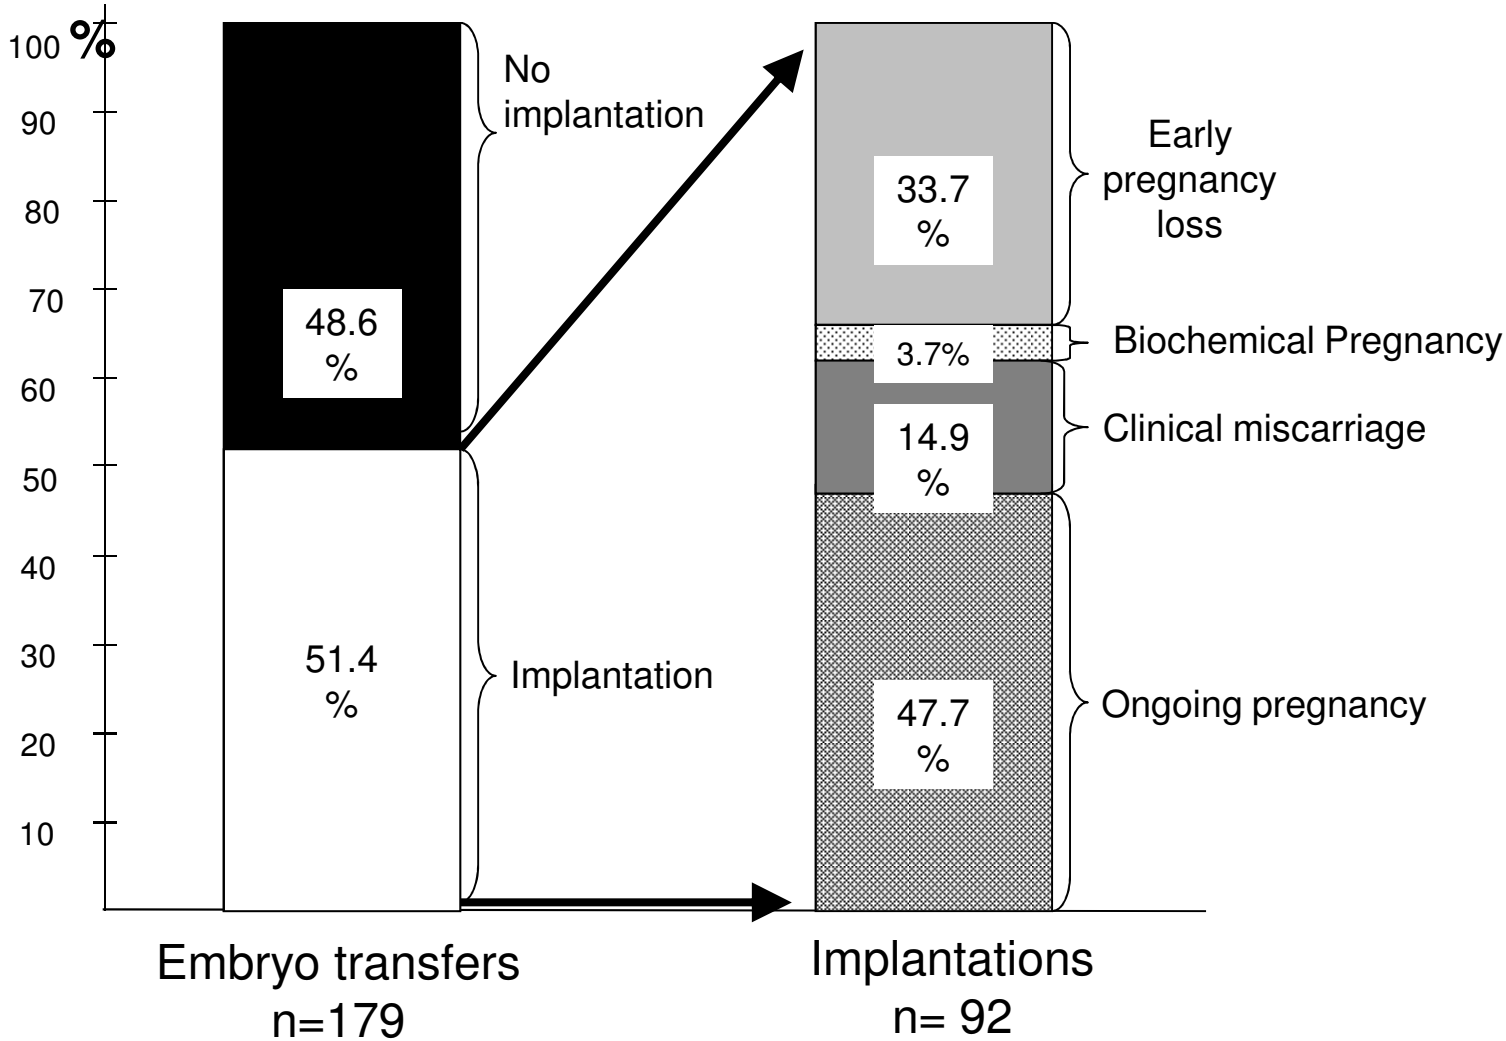 %
100
90
80
70
60
50
40
30
20
10
No
implantation
48.6
%
51.4
%
Implantation
33.7
%
3.7%
14.9
%
47.7
%
Early
pregnancy
loss
Biochemical Pregnancy
Clinical miscarriage
Ongoing pregnancy
Embryo transfers
n=179
Implantations
n= 92